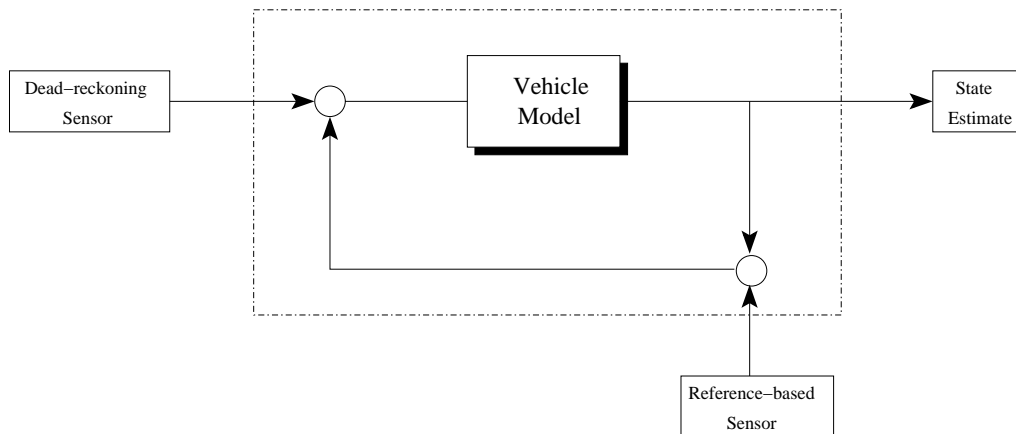 Dead−reckoning
Sensor
Vehicle
Model
State
Estimate
Reference−based
Sensor